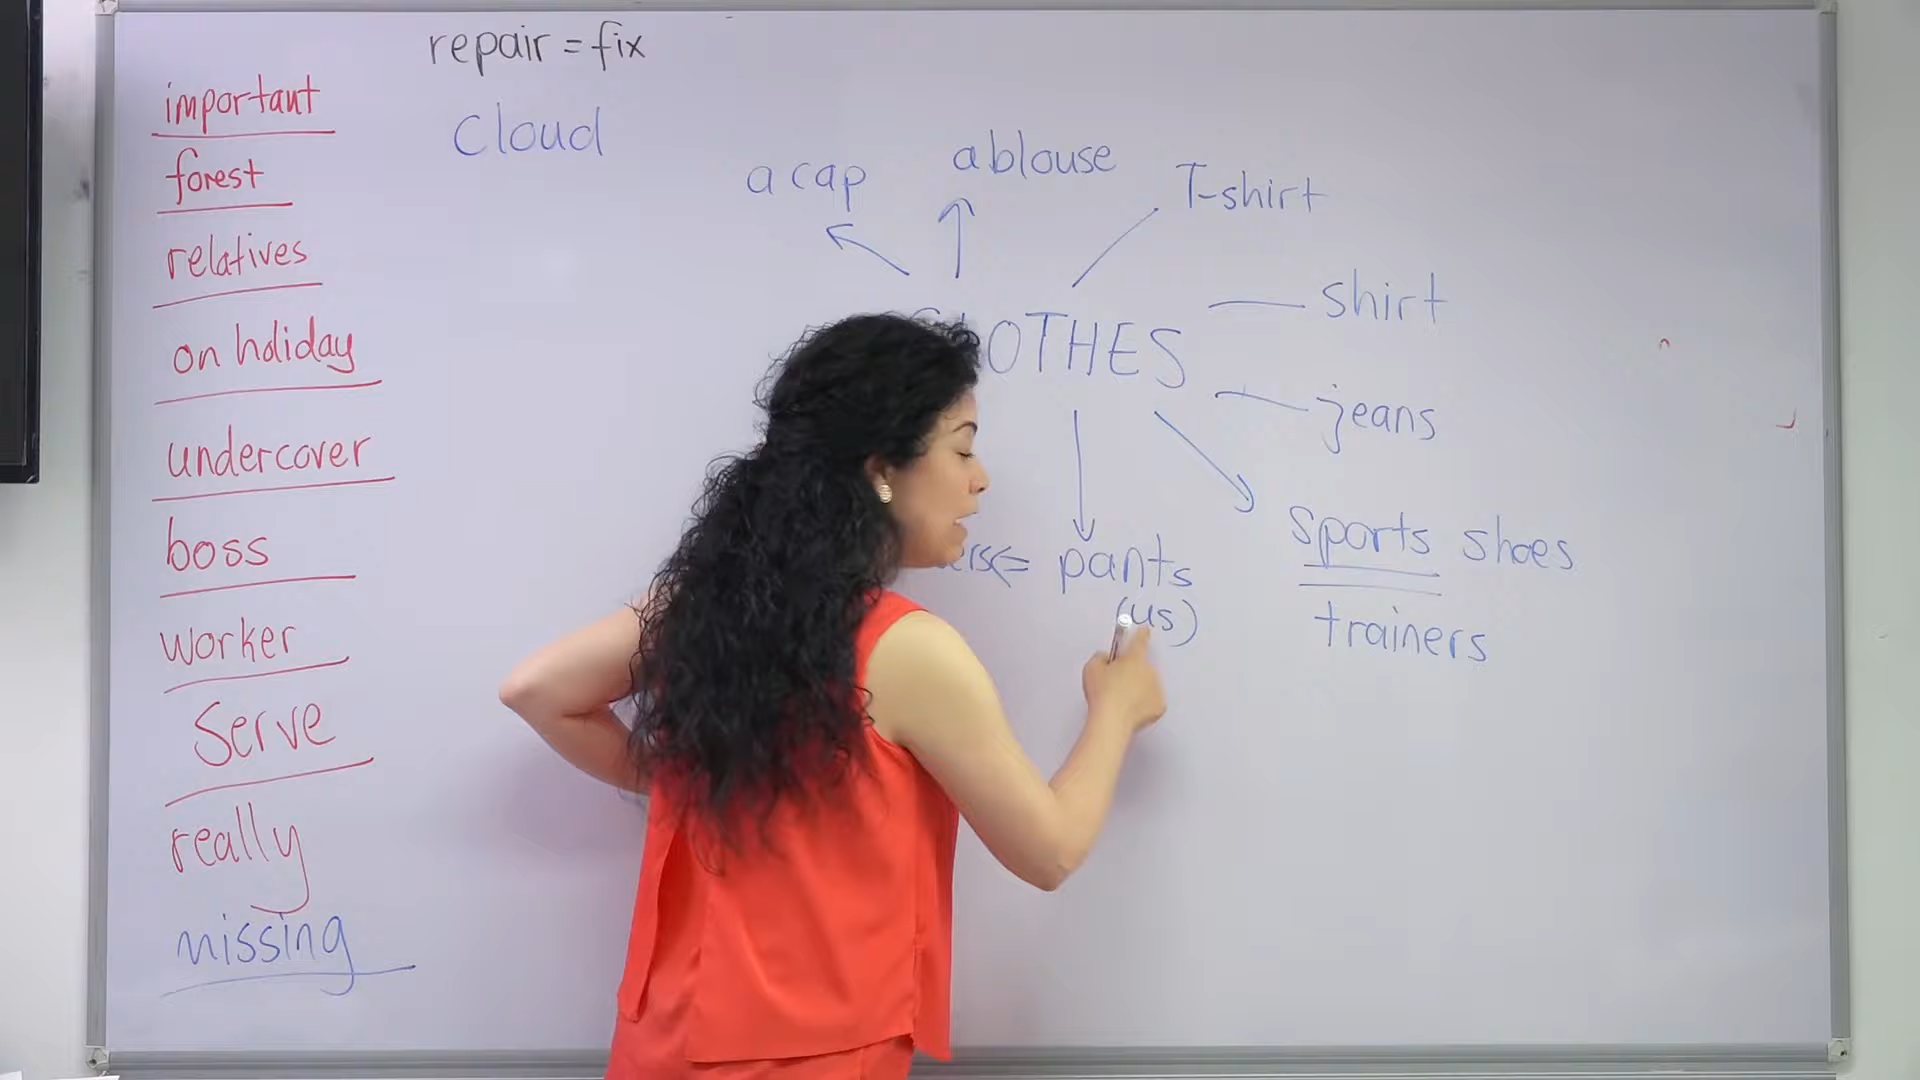 repair = fix
important
forest
relatives
on holiday
undercover
boss
worker
Serve
really
missing
Cloud
a cap
a blouse
T-shirt
shirt
CLOTHES
jeans
= pants
(us)
sports shoes
trainers